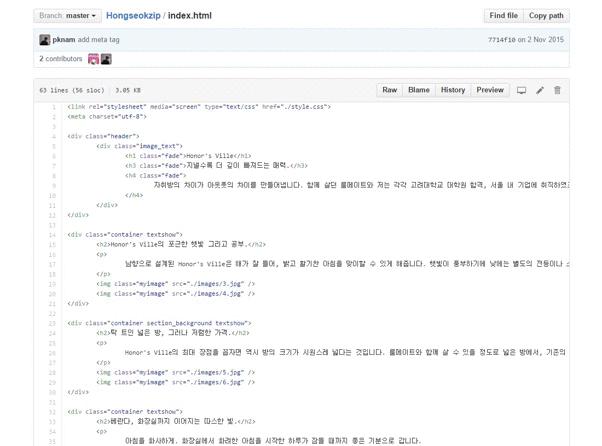 Branch: master Hongseokzip / index.html Find file Copy path
pknam add meta tag 7714f10 on 2 Nov 2015
2 contributors
63 lines (56 sloc) 3.05 KB Raw Blame History Preview
1 <link rel="stylesheet" media="screen" type="text/css" href="./style.css">
2 <meta charset="utf-8">
3
4 <div class="header">
5 <div class="image_text">
6 <h1 class="fade">Honor's Ville</h1>
7 <h3 class="fade">지낼수록 더 깊이 빠져드는 매력.</h3>
8 <h4 class="fade">
9 자취방의 차이가 아웃풋의 차이를 만들어냅니다. 함께 살던 룸메이트와 저는 각각 고려대학교 대학원 합격, 서울 내 기업에 취직하였고
10 </h4>
11 </div>
12 </div>
13
14 <div class="container textshow">
15 <h2>Honor's Ville의 포근한 햇빛 그리고 공부.</h2>
16 <p>
17 남향으로 설계된 Honor's Ville은 해가 잘 들어, 밝고 활기찬 아침을 맞이할 수 있게 해줍니다. 햇빛이 풍부하기에 낮에는 별도의 전등이나
18 </p>
19 <img class="myimage" src="./images/3.jpg" />
20 <img class="myimage" src="./images/4.jpg" />
21 </div>
22
23 <div class="container section_background textshow">
24 <h2>탁 트인 넓은 방, 그러나 저렴한 가격.</h2>
25 <p>
26 Honor's Ville의 최대 장점을 꼽자면 역시 방의 크기가 시원스레 넓다는 것입니다. 룸메이트와 함께 살 수 있을 정도로 넓은 방에서, 기존의
27 </p>
28 <img class="myimage" src="./images/5.jpg" />
29 <img class="myimage" src="./images/6.jpg" />
30 </div>
31
32 <div class="container textshow">
33 <h2>베란다, 화장실까지 이어지는 따스한 빛.</h2>
34 <p>
35 아침을 화사하게. 화장실에서 화려한 아침을 시작한 하루가 잠들 때까지 좋은 기분으로 갑니다.